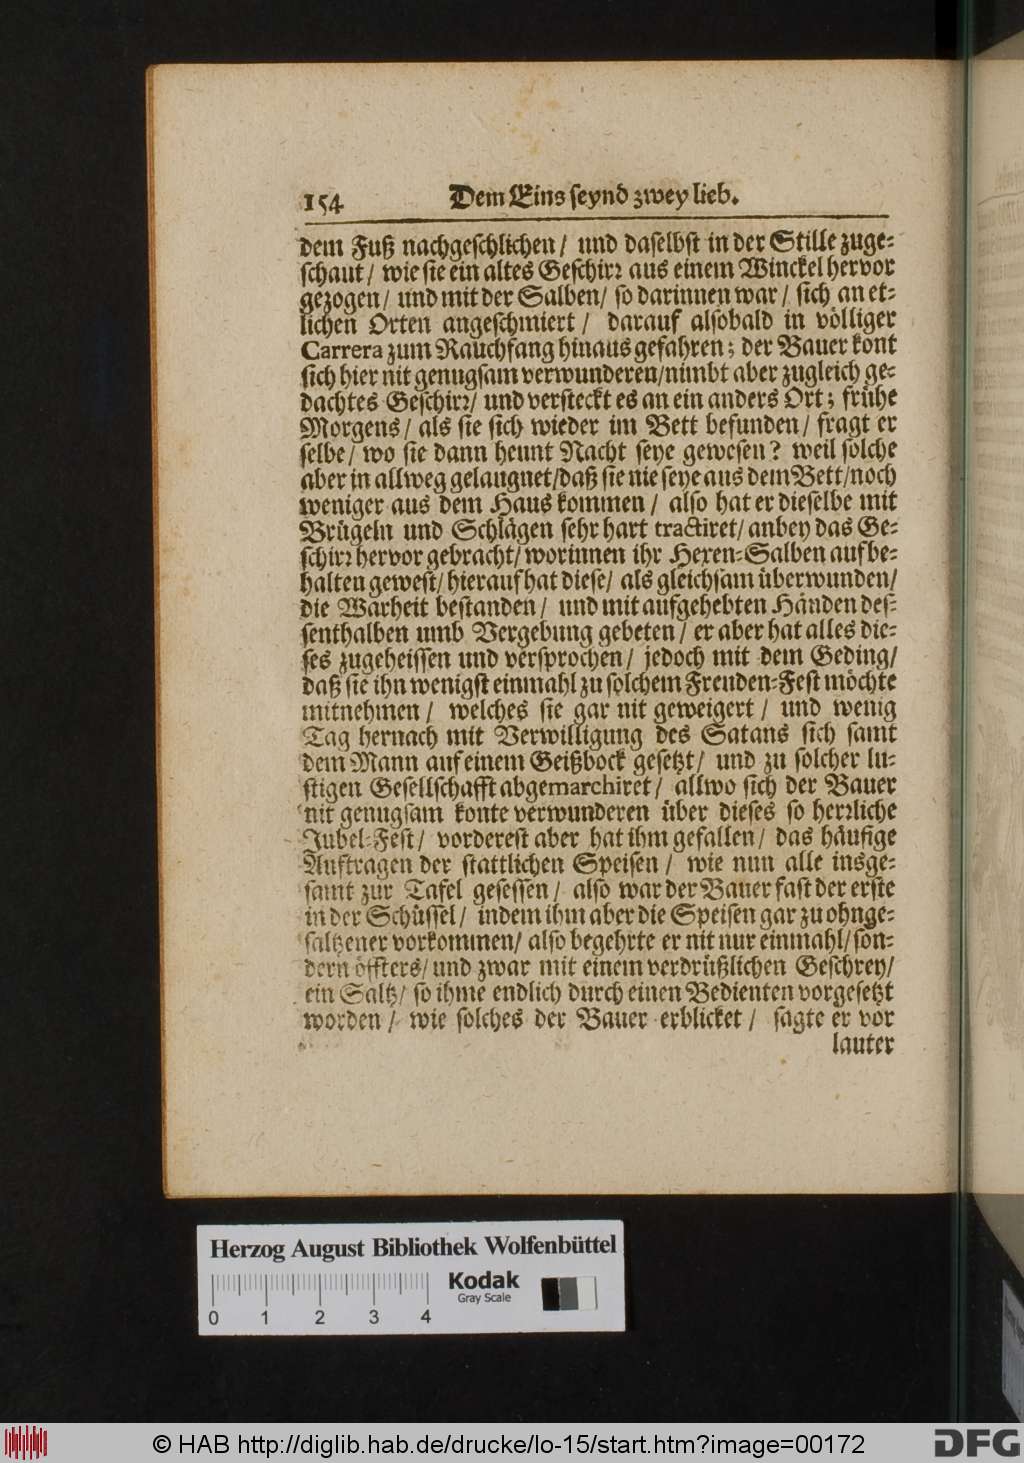 154 Dem Eins seynd zwey lieb.
dem Fuß nachgeschlichen / und daselbst in der Stille zuge-
schaut / wie sie ein altes Geschirr aus einem Winckel hervor
gezogen / und mit der Salben / so darinnen war / sich an et-
lichen Orten angeschmiert / darauf alsobald in völliger
Carrera zum Rauchfang hinaus gefahren; der Bauer kont
sich hier nit genugsam verwunderen / nimbt aber zugleich ge-
dachtes Geschirr / und versteckt es an ein anders Ort; frühe
Morgens / als sie sich wieder im Bett befunden / fragt er
selbe / wo sie dann heunt Nacht seye gewesen? weil solche
aber in allweg gelaugnet / daß sie nie seye aus dem Bett / noch
weniger aus dem Haus kommen / also hat er dieselbe mit
Brügeln und Schlägen sehr hart tractiret / anbey das Ge-
schirr hervor gebracht / worinnen ihr Hexen-Salben aufbe-
halten gewest / hierauf hat diese / als gleichsam überwunden /
die Warheit bestanden / und mit aufgehebten Händen des-
senthalben umb Vergebung gebeten / er aber hat alles die-
ses zugeheissen und versprochen / jedoch mit dem Geding /
daß sie ihn wenigst einmahl zu solchem Freuden-Fest möchte
mitnehmen / welches sie gar nit geweigert / und wenig
Tag hernach mit Verwilligung des Satans sich samt
dem Mann auf einem Geißbock gesetzt / und zu solcher lu-
stigen Gesellschafft abgemarchiret / allwo sich der Bauer
nit genugsam konte verwunderen über dieses so herrliche
Jubel-Fest / vorderest aber hat ihm gefallen / das häufige
Auftragen der stattlichen Speisen / wie nun alle insge-
samt zur Tafel gesessen / also war der Bauer fast der erste
in der Schüssel / indem ihm aber die Speisen gar zu ohnge-
saltzener vorkommen / also begehrte er nit nur einmahl / son-
dern öffters / und zwar mit einem verdrüßlichen Geschrey /
ein Saltz / so ihme endlich durch einen Bedienten vorgesetzt
worden / wie solches der Bauer erblicket / sagte er vor
lauter
Herzog August Bibliothek Wolfenbüttel
Kodak
Gray Scale
0 1 2 3 4
© HAB http://diglib.hab.de/drucke/lo-15/start.htm?image=00172
DFG